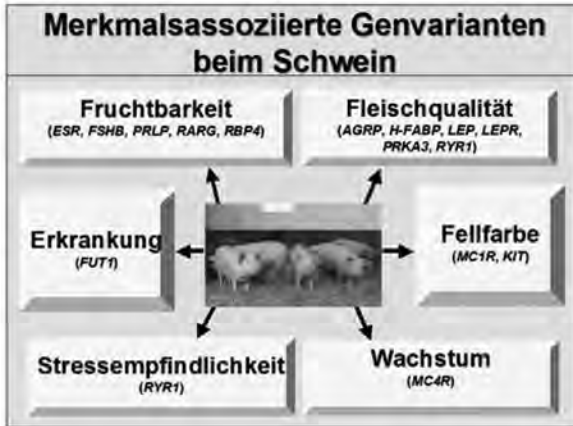 Merkmalsassoziierte Genvarianten
beim Schwein
Fruchtbarkeit
(ESR, FSHB, PRLP, RARG, RBP4)
Fleischqualität
(AGRP, H-FABP, LEP, LEPR,
PRKA3, RYR1)
Erkrankung
(FUT1)
Fellfarbe
(MC1R, KIT)
Stressempfindlichkeit
(RYR1)
Wachstum
(MC4R)